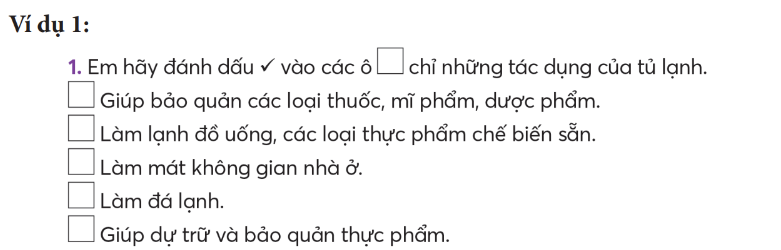 Ví dụ 1:
1. Em hãy đánh dấu ✓ vào các ô ☐ chỉ những tác dụng của tủ lạnh.
☐ Giúp bảo quản các loại thuốc, mĩ phẩm, dược phẩm.
☐ Làm lạnh đồ uống, các loại thực phẩm chế biến sẵn.
☐ Làm mát không gian nhà ở.
☐ Làm đá lạnh.
☐ Giúp dự trữ và bảo quản thực phẩm.